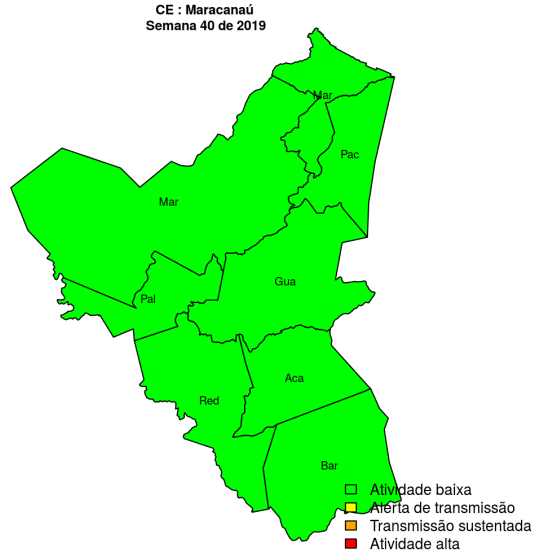 CE : Maracanaú
Semana 40 de 2019
Mar
Pac
Mar
Gua
Pal
Aca
Red
Bar
Atividade baixa
Alerta de transmissão
Transmissão sustentada
Atividade alta